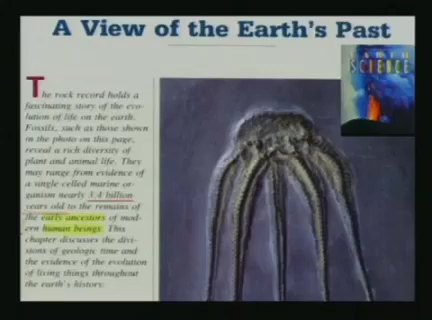 A View of the Earth's Past
EARTH
SCIENCE
The rock record holds a
fascinating story of the evo-
lution of life on the earth.
Fossils, such as those shown
in the photo on this page,
reveal a rich diversity of
plant and animal life. They
may range from evidence of
a single-celled marine or-
ganism nearly 3.4 billion
years old to the remains of
the early ancestors of mod-
ern human beings. This
chapter discusses the divi-
sions of geologic time and
the evidence of the evolution
of living things throughout
the earth's history.